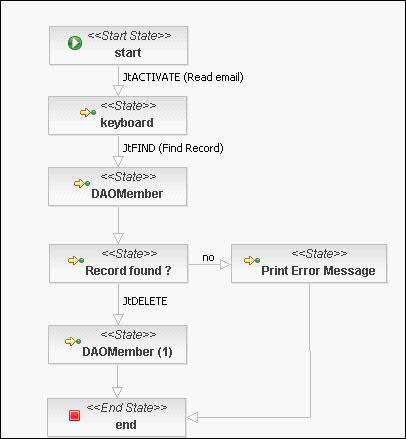 <<Start State>>
start
JtACTIVATE (Read email)
<<State>>
keyboard
JtFIND (Find Record)
<<State>>
DAOMember
<<State>>
Record found ?
no
<<State>>
Print Error Message
JtDELETE
<<State>>
DAOMember (1)
<<End State>>
end